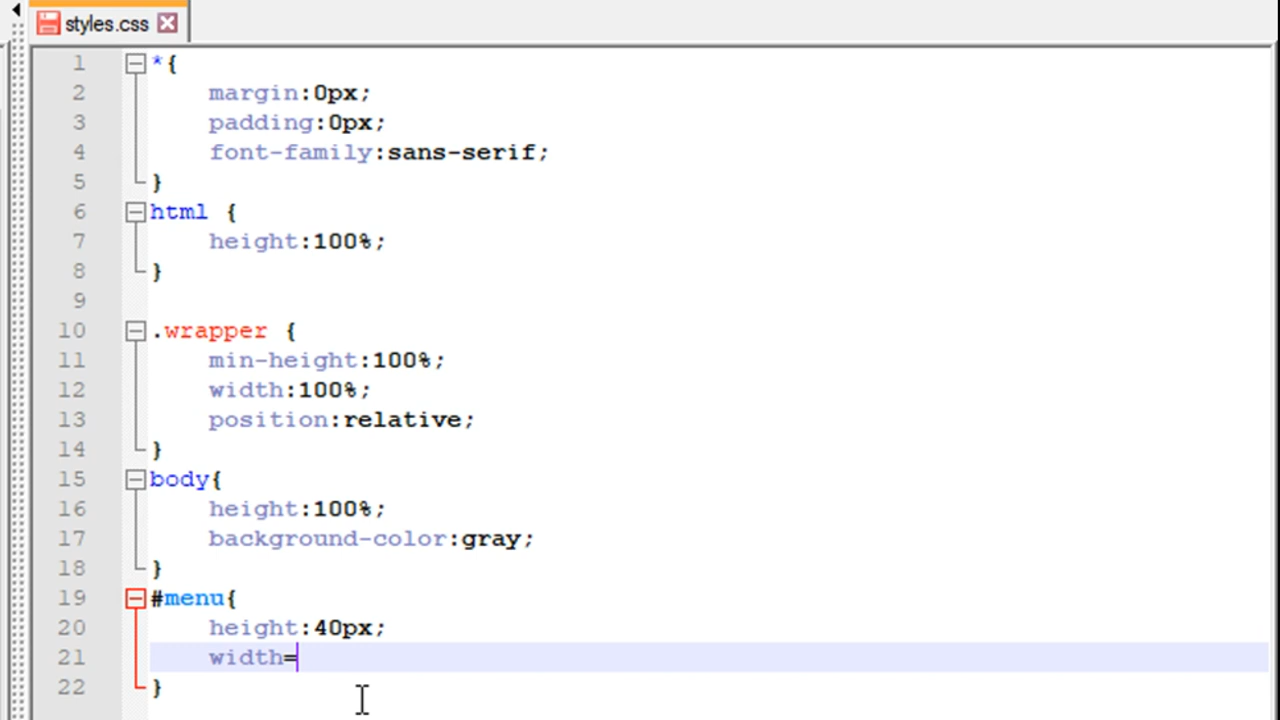 styles.css
1 *{
2 margin:0px;
3 padding:0px;
4 font-family:sans-serif;
5 }
6 html {
7 height:100%;
8 }
9
10 .wrapper {
11 min-height:100%;
12 width:100%;
13 position:relative;
14 }
15 body{
16 height:100%;
17 background-color:gray;
18 }
19 #menu{
20 height:40px;
21 width=
22 }